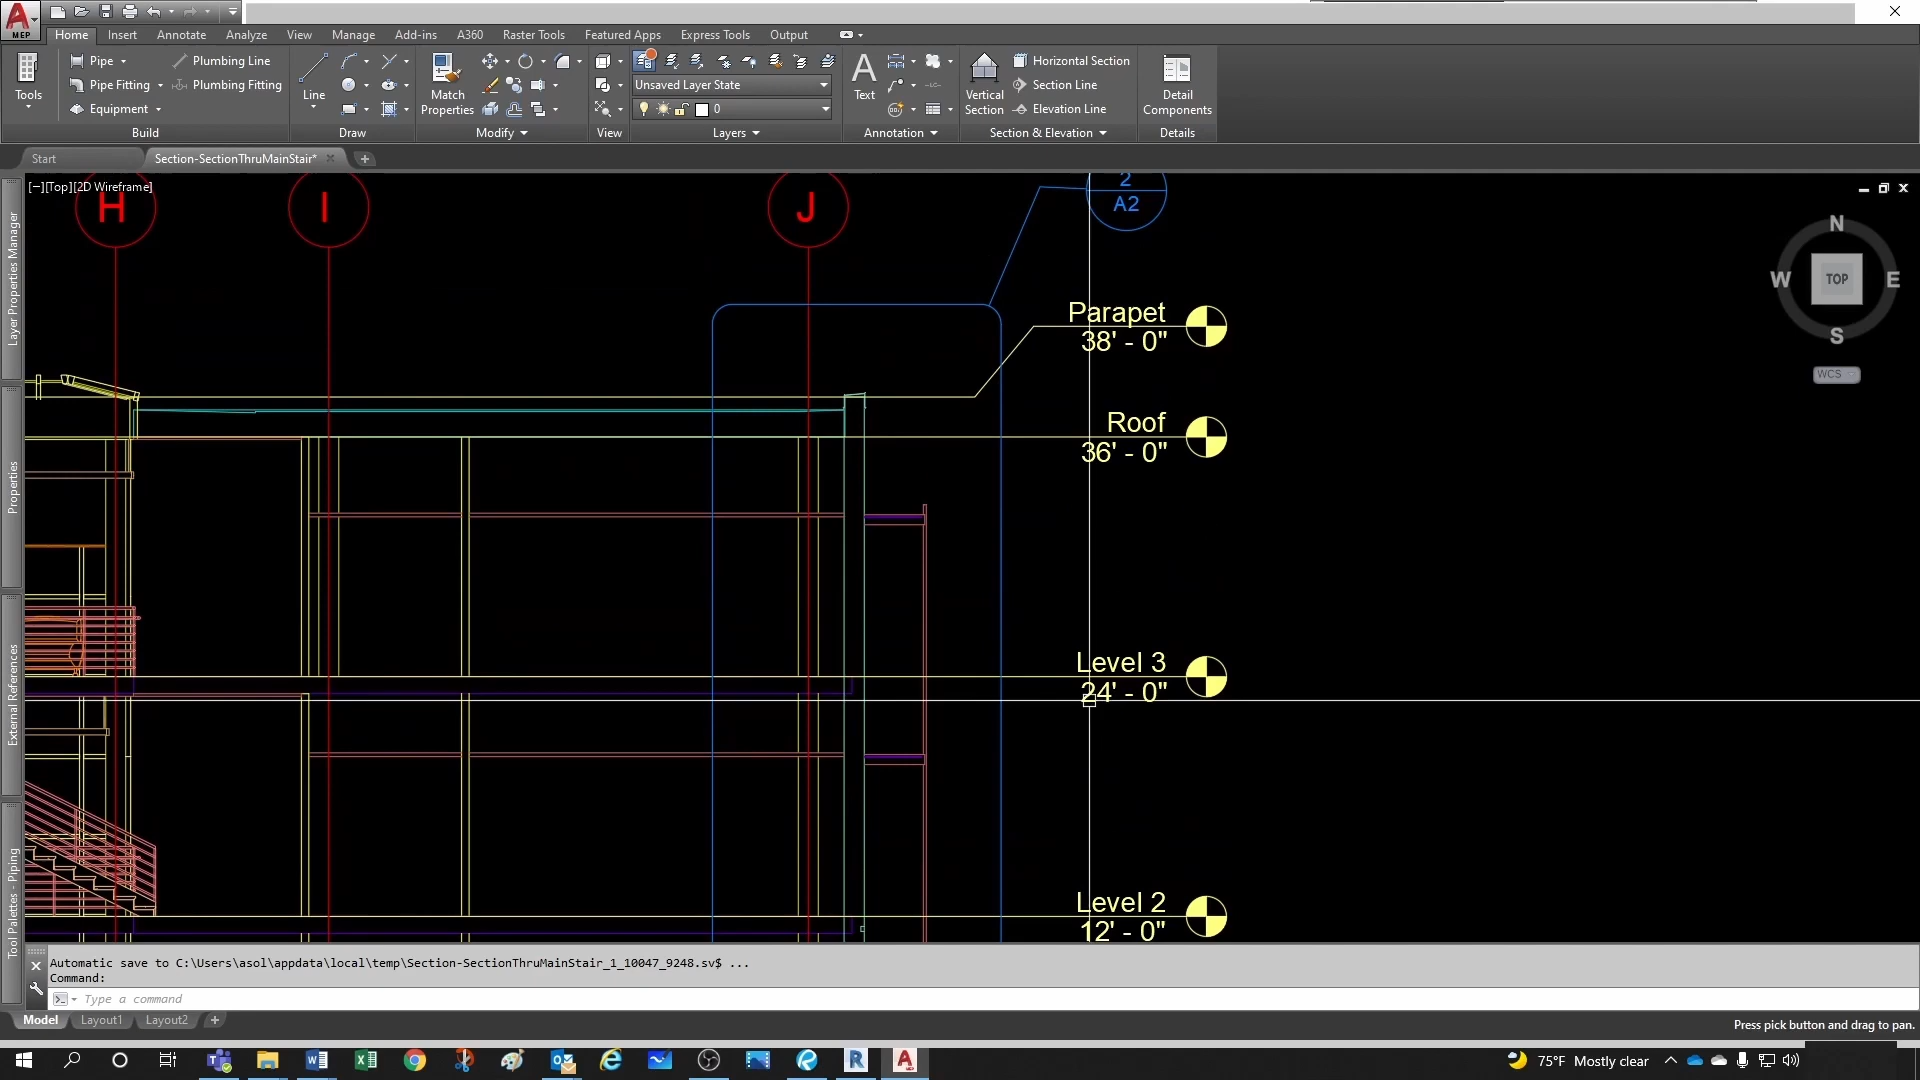 MEP
Home Insert Annotate Analyze View Manage Add-ins A360 Raster Tools Featured Apps Express Tools Output
Tools
Pipe
Pipe Fitting
Equipment
Plumbing Line
Plumbing Fitting
Build
Line
Draw
Match
Properties
Modify
View
Unsaved Layer State
0
Layers
Text
Annotation
Vertical
Section
Horizontal Section
Section Line
Elevation Line
Section & Elevation
Detail
Components
Details
Start
Section-SectionThruMainStair*
[−][Top][2D Wireframe]
Layer Properties Manager
Properties
External References
Tool Palettes - Piping
H
I
J
2
A2
N
W
TOP
E
S
WCS
Parapet
38' - 0"
Roof
36' - 0"
Level 3
24' - 0"
Level 2
12' - 0"
Automatic save to C:\Users\asol\appdata\local\temp\Section-SectionThruMainStair_1_10047_9248.sv$ ...
Command:
Type a command
Model Layout1 Layout2
Press pick button and drag to pan.
75°F Mostly clear